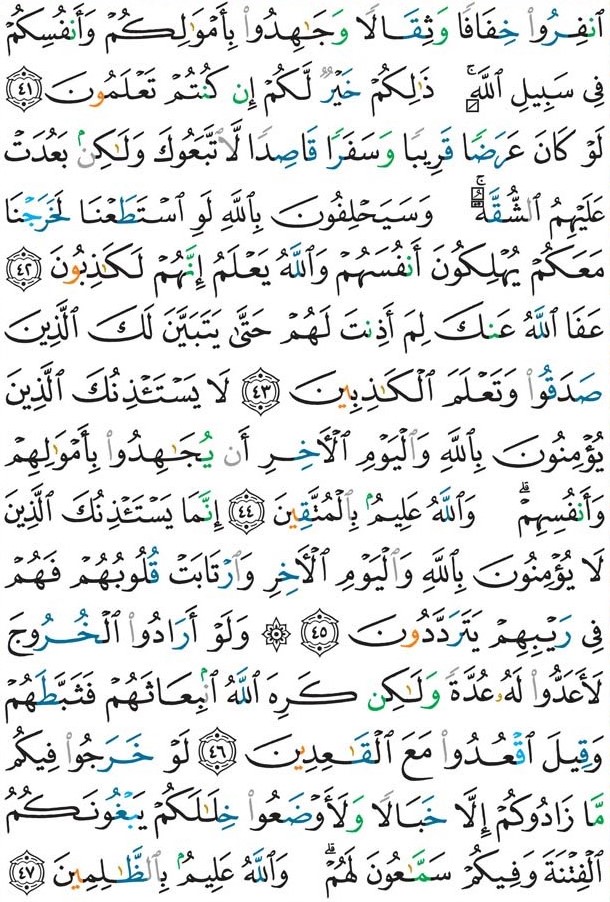 ٱنفِرُوا۟ خِفَافًا وَثِقَالًا وَجَـٰهِدُوا۟ بِأَمْوَٰلِكُمْ وَأَنفُسِكُمْ
فِى سَبِيلِ ٱللَّهِ ۚ ذَٰلِكُمْ خَيْرٌ لَّكُمْ إِن كُنتُمْ تَعْلَمُونَ ٤١
لَوْ كَانَ عَرَضًا قَرِيبًا وَسَفَرًا قَاصِدًا لَّٱتَّبَعُوكَ وَلَـٰكِنۢ بَعُدَتْ
عَلَيْهِمُ ٱلشُّقَّةُ ۚ وَسَيَحْلِفُونَ بِٱللَّهِ لَوِ ٱسْتَطَعْنَا لَخَرَجْنَا
مَعَكُمْ يُهْلِكُونَ أَنفُسَهُمْ وَٱللَّهُ يَعْلَمُ إِنَّهُمْ لَكَـٰذِبُونَ ٤٢
عَفَا ٱللَّهُ عَنكَ لِمَ أَذِنتَ لَهُمْ حَتَّىٰ يَتَبَيَّنَ لَكَ ٱلَّذِينَ
صَدَقُوا۟ وَتَعْلَمَ ٱلْكَـٰذِبِينَ ٤٣ لَا يَسْتَـْٔذِنُكَ ٱلَّذِينَ
يُؤْمِنُونَ بِٱللَّهِ وَٱلْيَوْمِ ٱلْـَٔاخِرِ أَن يُجَـٰهِدُوا۟ بِأَمْوَٰلِهِمْ
وَأَنفُسِهِمْ ۗ وَٱللَّهُ عَلِيمٌۢ بِٱلْمُتَّقِينَ ٤٤ إِنَّمَا يَسْتَـْٔذِنُكَ ٱلَّذِينَ
لَا يُؤْمِنُونَ بِٱللَّهِ وَٱلْيَوْمِ ٱلْـَٔاخِرِ وَٱرْتَابَتْ قُلُوبُهُمْ فَهُمْ
فِى رَيْبِهِمْ يَتَرَدَّدُونَ ٤٥ ۞ وَلَوْ أَرَادُوا۟ ٱلْخُرُوجَ
لَأَعَدُّوا۟ لَهُۥ عُدَّةً وَلَـٰكِن كَرِهَ ٱللَّهُ ٱنۢبِعَاثَهُمْ فَثَبَّطَهُمْ
وَقِيلَ ٱقْعُدُوا۟ مَعَ ٱلْقَـٰعِدِينَ ٤٦ لَوْ خَرَجُوا۟ فِيكُم
مَّا زَادُوكُمْ إِلَّا خَبَالًا وَلَأَوْضَعُوا۟ خِلَـٰلَكُمْ يَبْغُونَكُمُ
ٱلْفِتْنَةَ وَفِيكُمْ سَمَّـٰعُونَ لَهُمْ ۗ وَٱللَّهُ عَلِيمٌۢ بِٱلظَّـٰلِمِينَ ٤٧